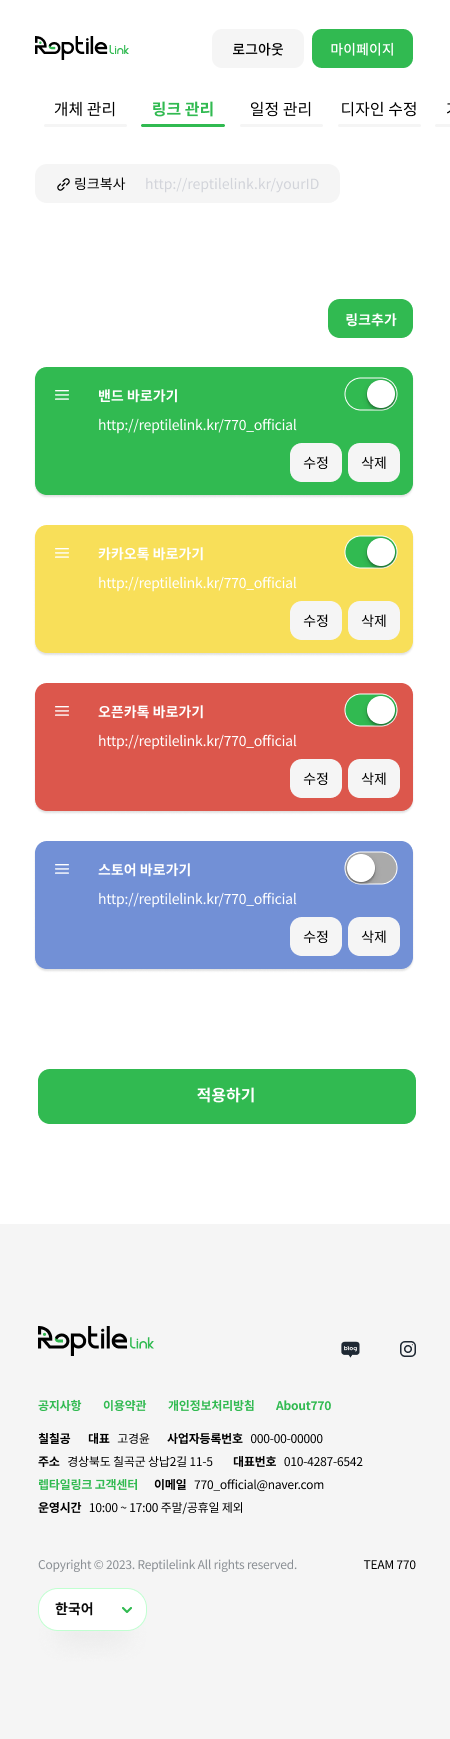 Reptile Link
로그아웃 마이페이지
개체 관리 링크 관리 일정 관리 디자인 수정
링크복사 http://reptilelink.kr/yourID
링크추가
밴드 바로가기
http://reptilelink.kr/770_official
수정 삭제
카카오톡 바로가기
http://reptilelink.kr/770_official
수정 삭제
오픈카톡 바로가기
http://reptilelink.kr/770_official
수정 삭제
스토어 바로가기
http://reptilelink.kr/770_official
수정 삭제
적용하기
Reptile Link
blog
공지사항 이용약관 개인정보처리방침 About770
칠칠공 대표 고경윤 사업자등록번호 000-00-00000
주소 경상북도 칠곡군 상납2길 11-5 대표번호 010-4287-6542
렙타일링크 고객센터 이메일 770_official@naver.com
운영시간 10:00 ~ 17:00 주말/공휴일 제외
Copyright © 2023. Reptilelink All rights reserved. TEAM 770
한국어